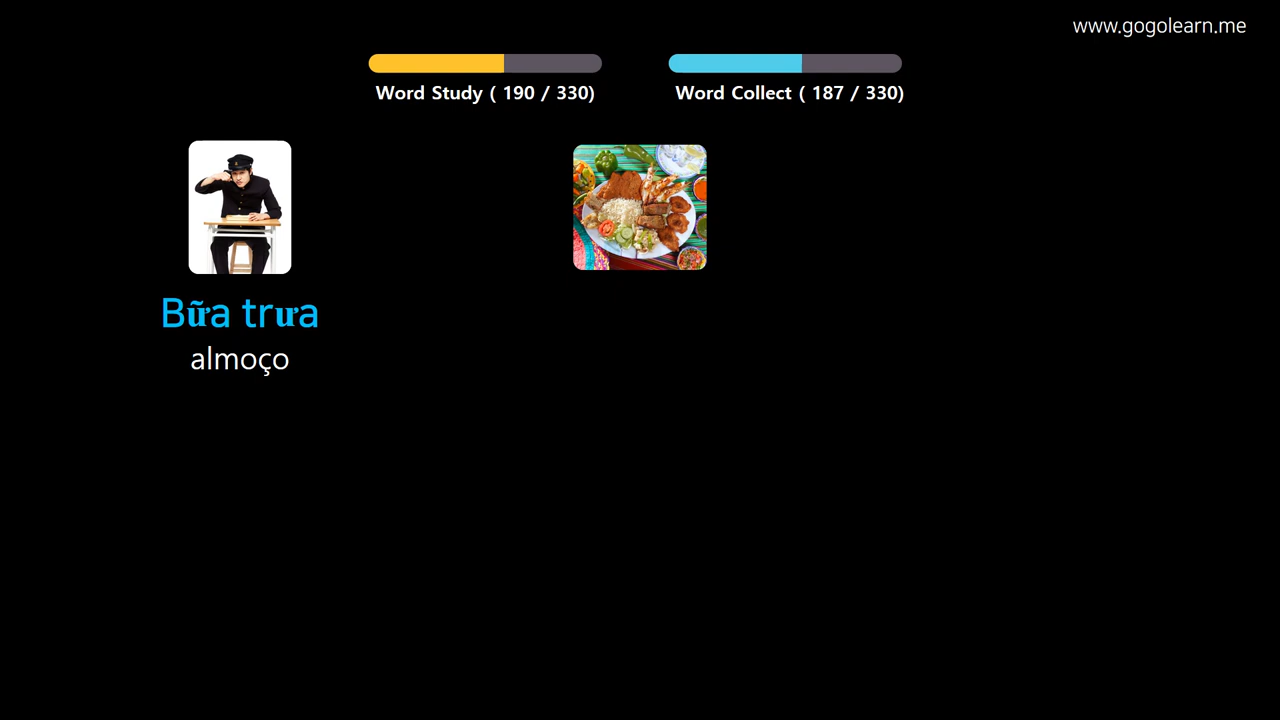 www.gogolearn.me
Word Study ( 190 / 330)
Word Collect ( 187 / 330)
Bữa trưa
almoço